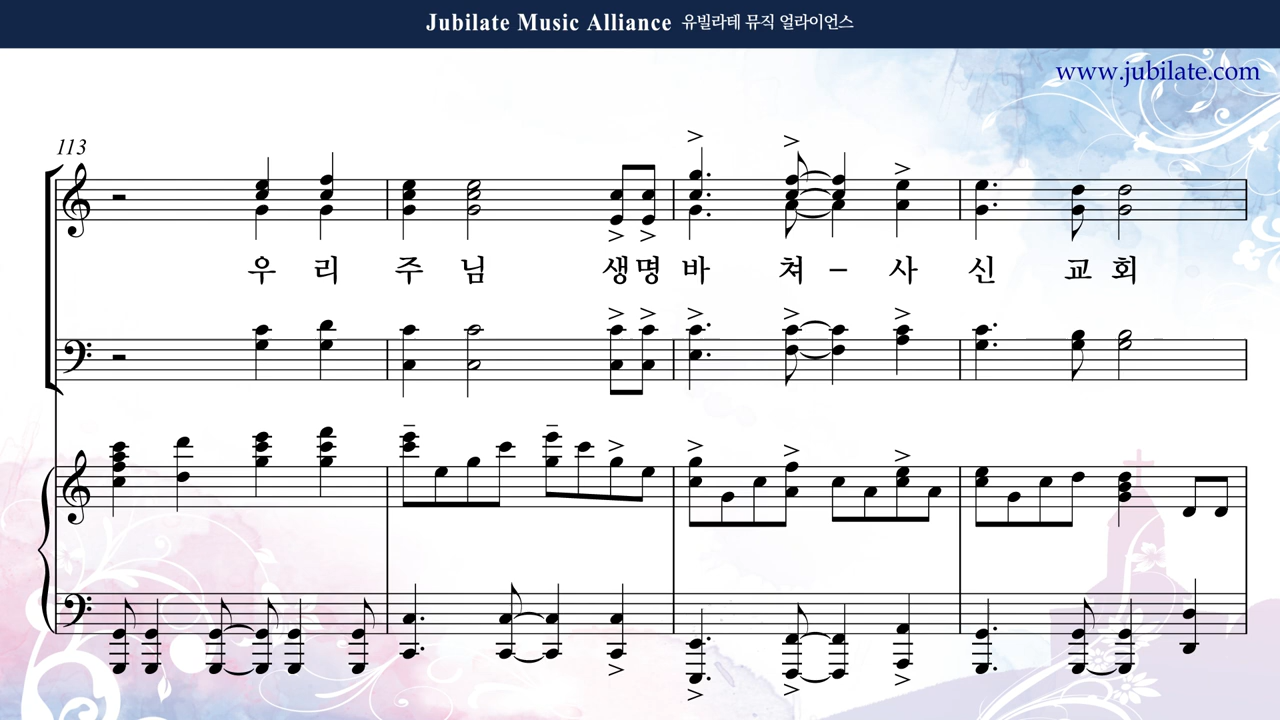 Jubilate Music Alliance 유빌라테 뮤직 얼라이언스
www.jubilate.com
113
우 리 주 님 생명 바 쳐 – 사 신 교 회